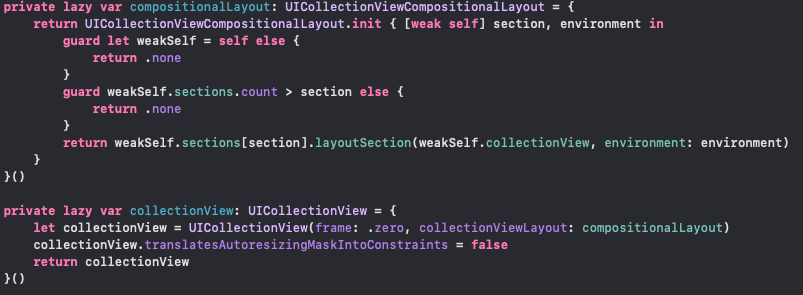 private lazy var compositionalLayout: UICollectionViewCompositionalLayout = {
    return UICollectionViewCompositionalLayout.init { [weak self] section, environment in
        guard let weakSelf = self else {
            return .none
        }
        guard weakSelf.sections.count > section else {
            return .none
        }
        return weakSelf.sections[section].layoutSection(weakSelf.collectionView, environment: environment)
    }
}()

private lazy var collectionView: UICollectionView = {
    let collectionView = UICollectionView(frame: .zero, collectionViewLayout: compositionalLayout)
    collectionView.translatesAutoresizingMaskIntoConstraints = false
    return collectionView
}()